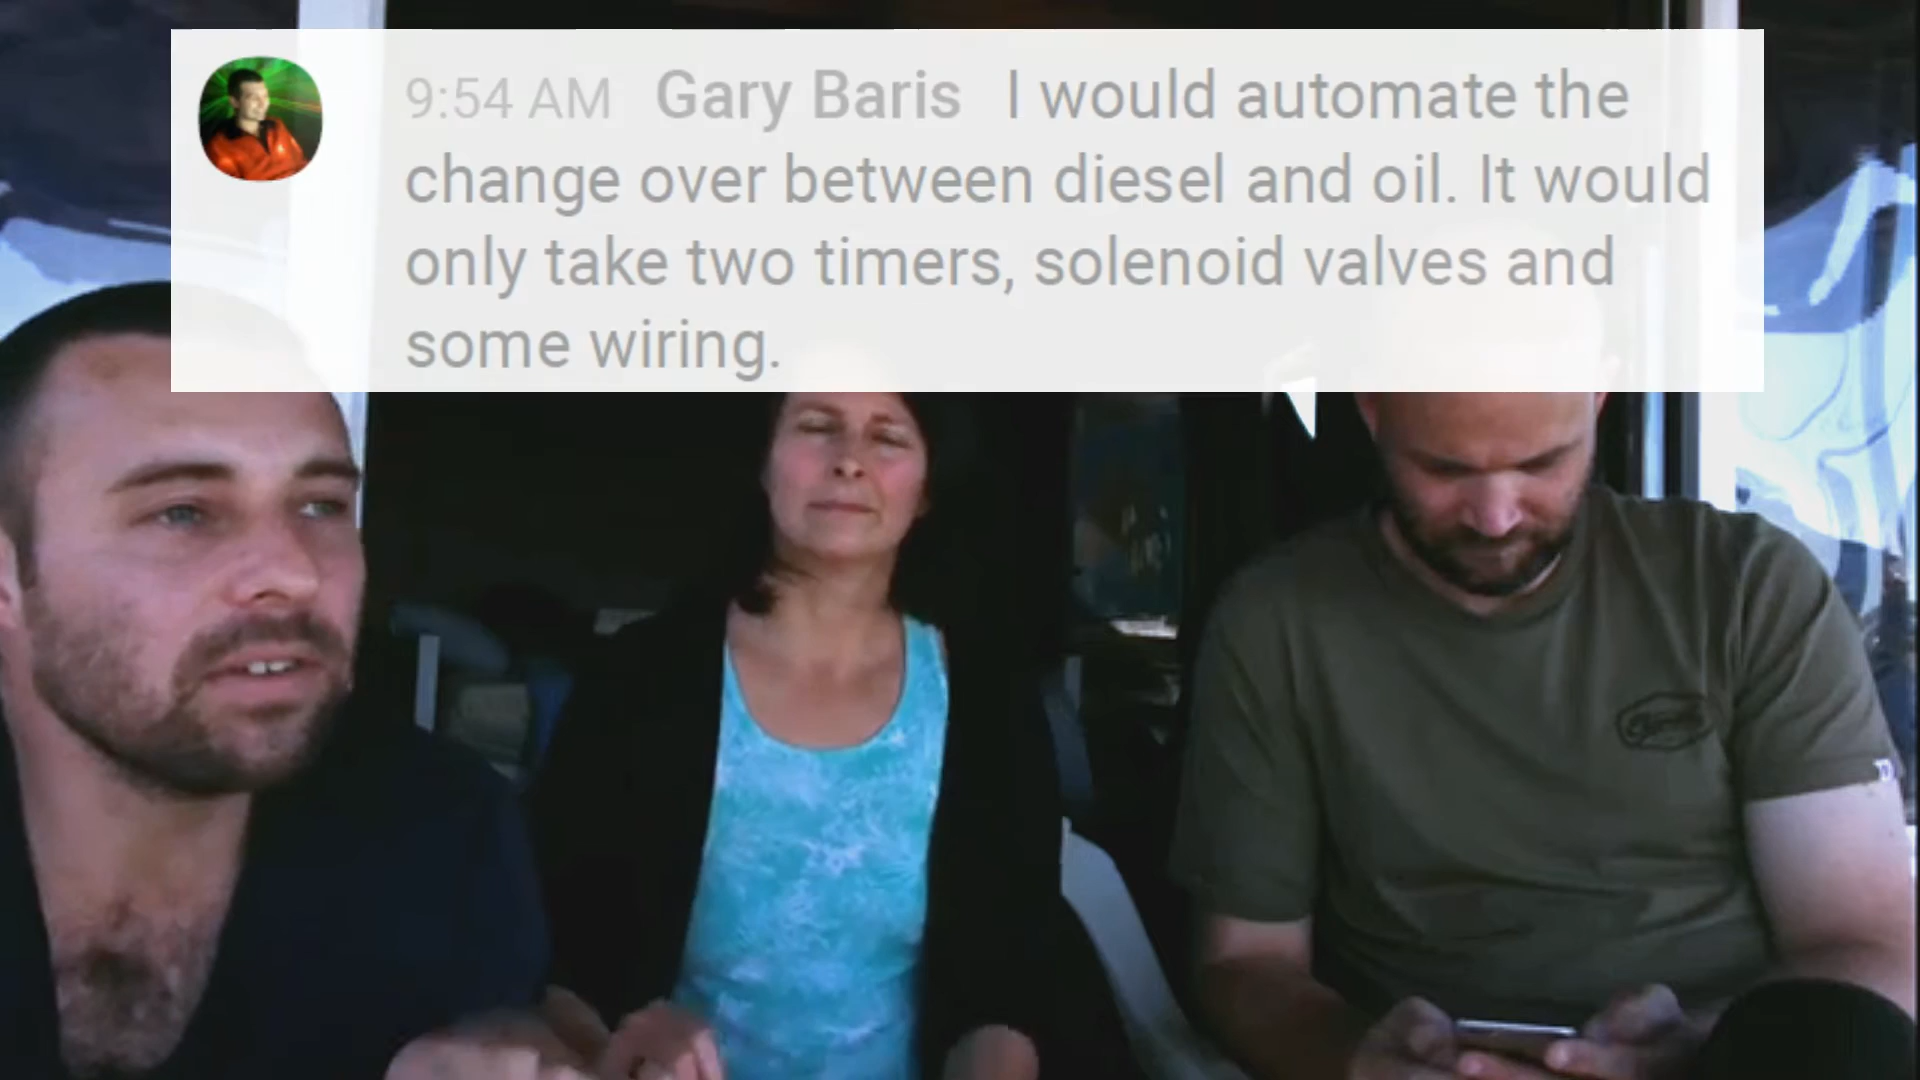 9:54 AM Gary Baris I would automate the
change over between diesel and oil. It would
only take two timers, solenoid valves and
some wiring.